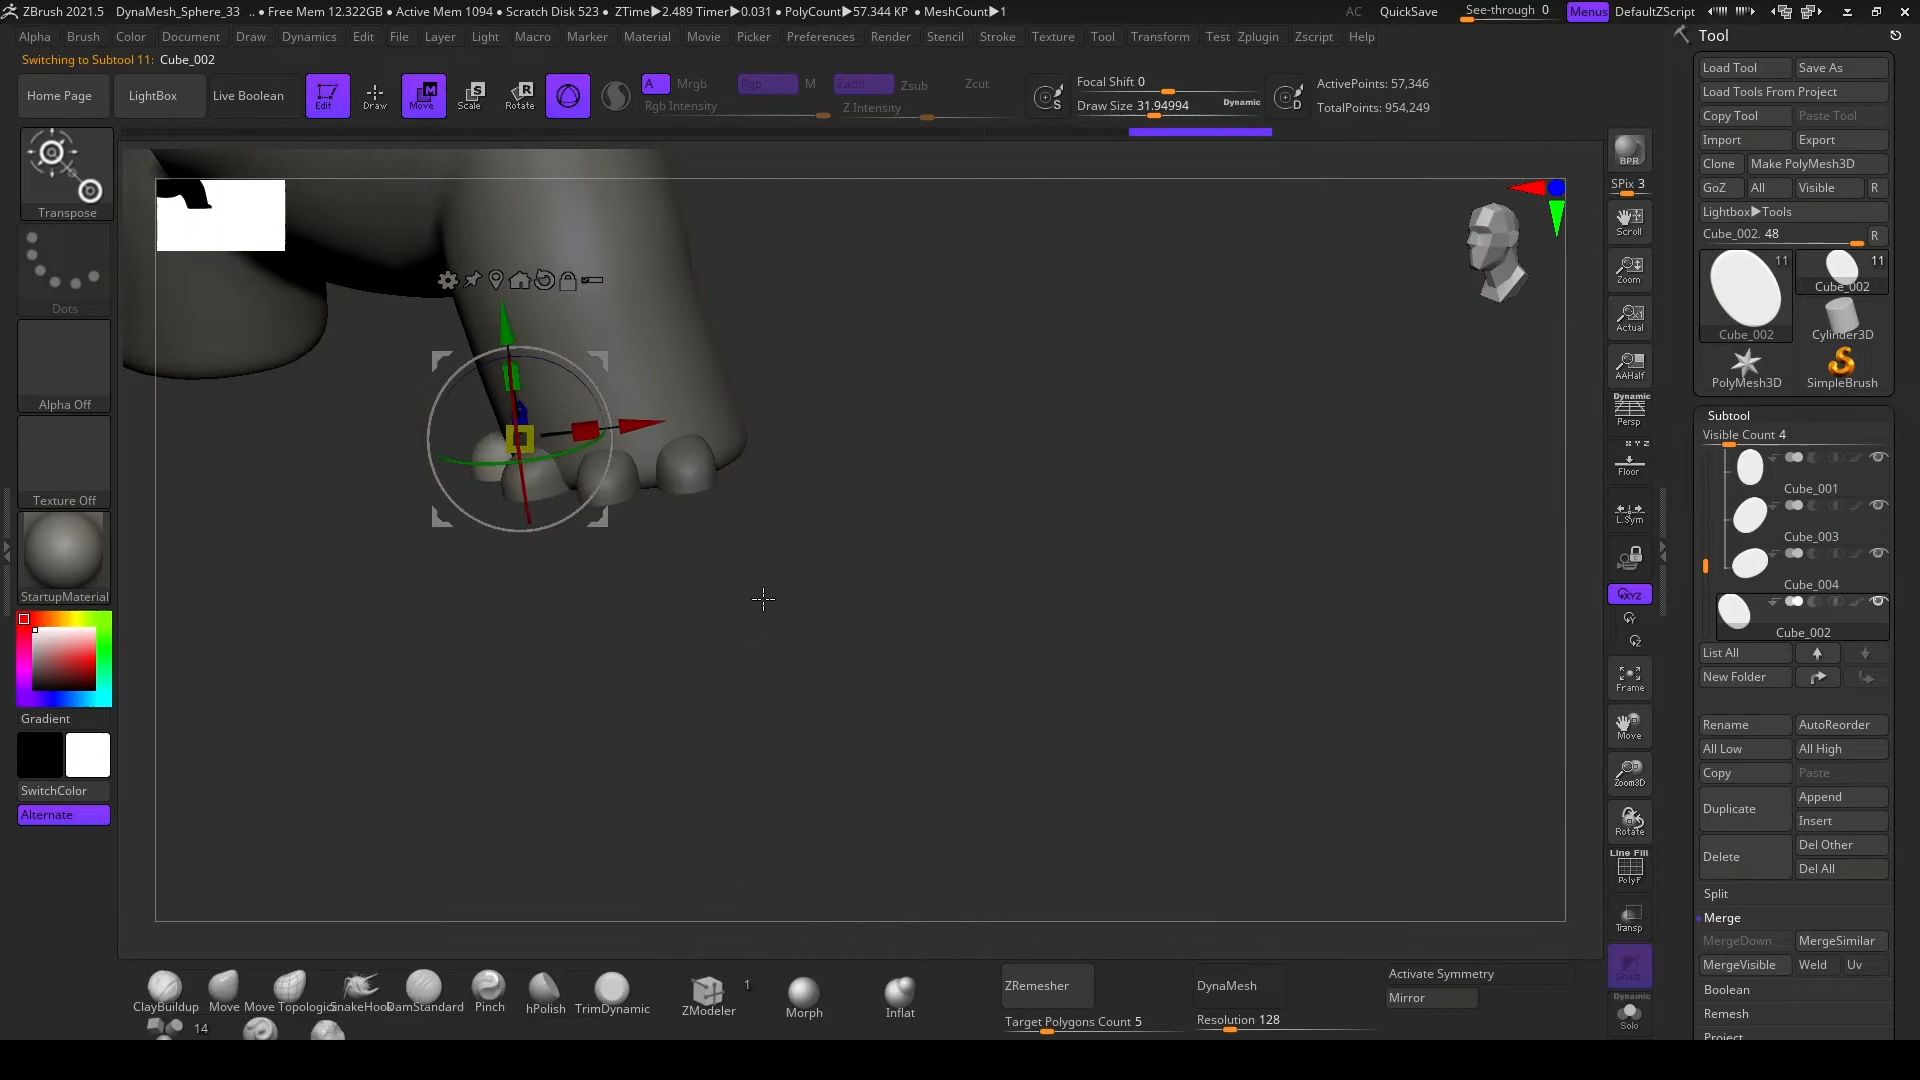 ZBrush 2021.5 DynaMesh_Sphere_33 .. ● Free Mem 12.322GB ● Active Mem 1094 ● Scratch Disk 523 ● ZTime▶2.489 Timer▶0.031 ● PolyCount▶57.344 KP ● MeshCount▶1 AC QuickSave See-through 0 Menus DefaultZScript
Alpha Brush Color Document Draw Dynamics Edit File Layer Light Macro Marker Material Movie Picker Preferences Render Stencil Stroke Texture Tool Transform Test Zplugin Zscript Help
Switching to Subtool 11: Cube_002
Home Page LightBox Live Boolean Edit Draw Move Scale Rotate
A Mrgb Rgb M Zadd Zsub Zcut
Rgb Intensity Z Intensity
S Focal Shift 0
Draw Size 31.94994 Dynamic D
ActivePoints: 57,346
TotalPoints: 954,249
Transpose
Dots
Alpha Off
Texture Off
StartupMaterial
Gradient
SwitchColor
Alternate
BPR
SPix 3
Scroll
Zoom
Actual
AAHalf
Dynamic
Persp
X Y Z
Floor
L.Sym
XYZ
Y
Z
Frame
Move
Zoom3D
Rotate
Line Fill
PolyF
Transp
Ghost
Dynamic
Solo
Tool
Load Tool Save As
Load Tools From Project
Copy Tool Paste Tool
Import Export
Clone Make PolyMesh3D
GoZ All Visible R
Lightbox▶Tools
Cube_002. 48 R
11 11
Cube_002
Cube_002 Cylinder3D
PolyMesh3D SimpleBrush
Subtool
Visible Count 4
Cube_001
Cube_003
Cube_004
Cube_002
List All
New Folder
Rename AutoReorder
All Low All High
Copy Paste
Duplicate Append
Insert
Delete Del Other
Del All
Split
Merge
MergeDown MergeSimilar
MergeVisible Weld Uv
Boolean
Remesh
Project
ClayBuildup Move Move Topologic SnakeHook DamStandard Pinch hPolish TrimDynamic ZModeler 1 Morph Inflat
14
ZRemesher
Target Polygons Count 5
DynaMesh
Resolution 128
Activate Symmetry
Mirror